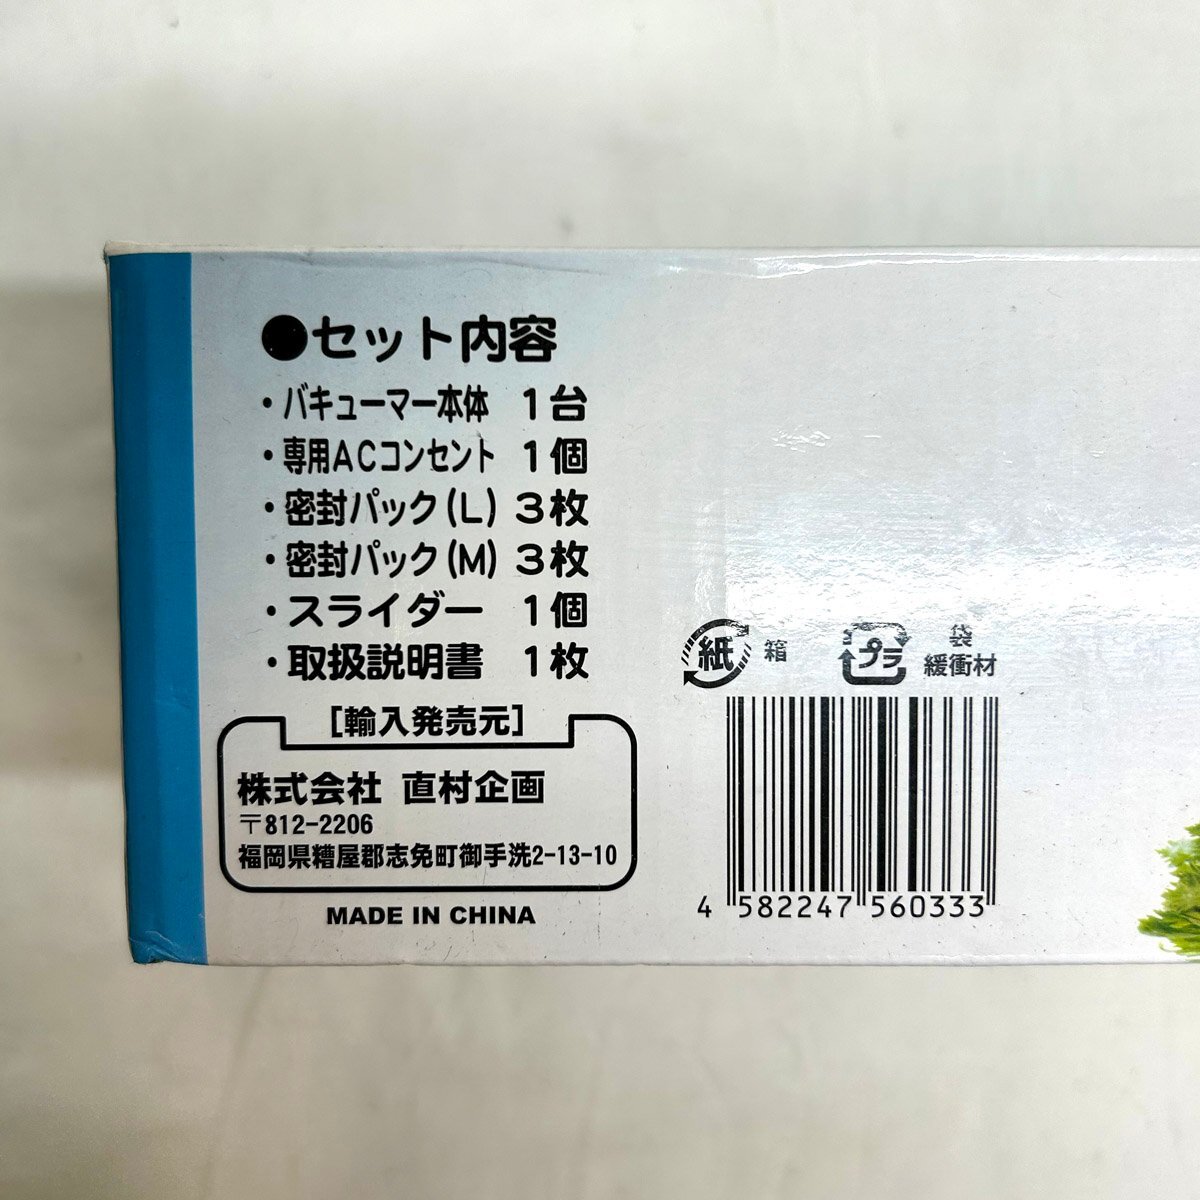 ●セット内容
・バキューマー本体 1台
・専用ACコンセント 1個
・密封パック(L) 3枚
・密封パック(M) 3枚
・スライダー 1個
・取扱説明書 1枚
[輸入発売元]
株式会社 直村企画
〒812-2206
福岡県糟屋郡志免町御手洗2-13-10
MADE IN CHINA
紙 箱
プラ 袋
緩衝材
4 582247 560333